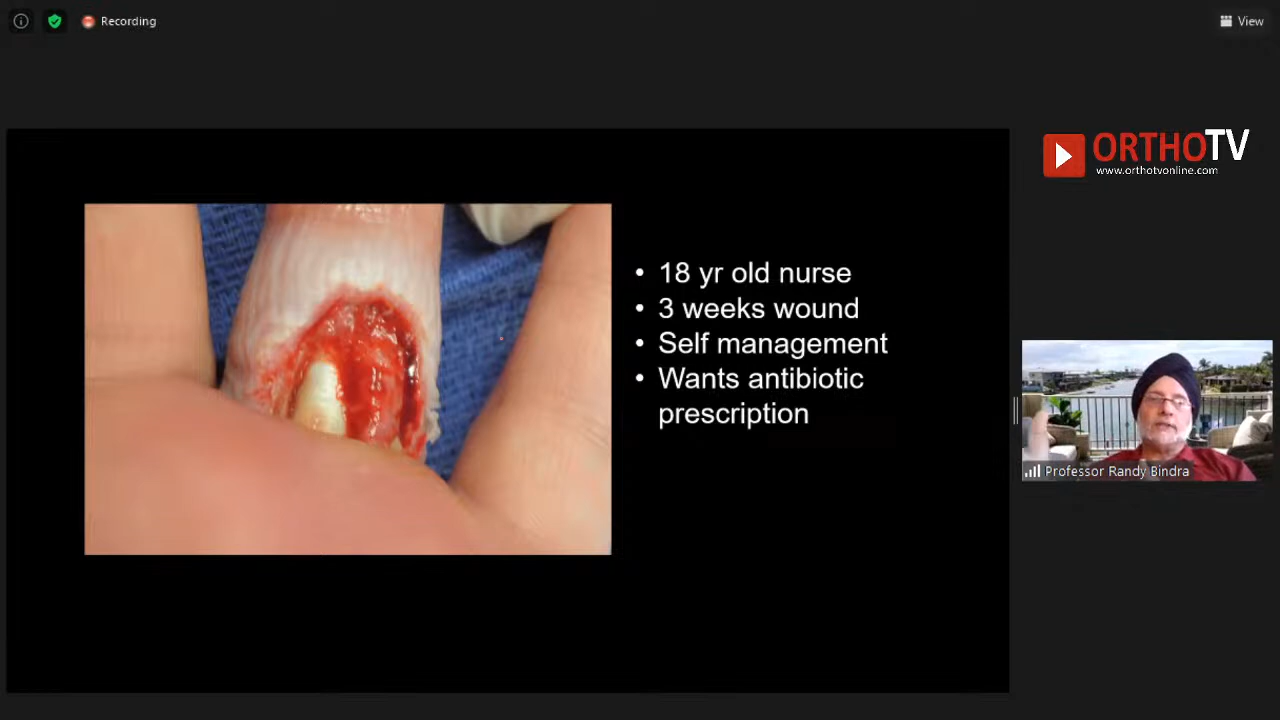 Recording
View
ORTHOTV
www.orthotvonline.com
• 18 yr old nurse
• 3 weeks wound
• Self management
• Wants antibiotic
prescription
Professor Randy Bindra